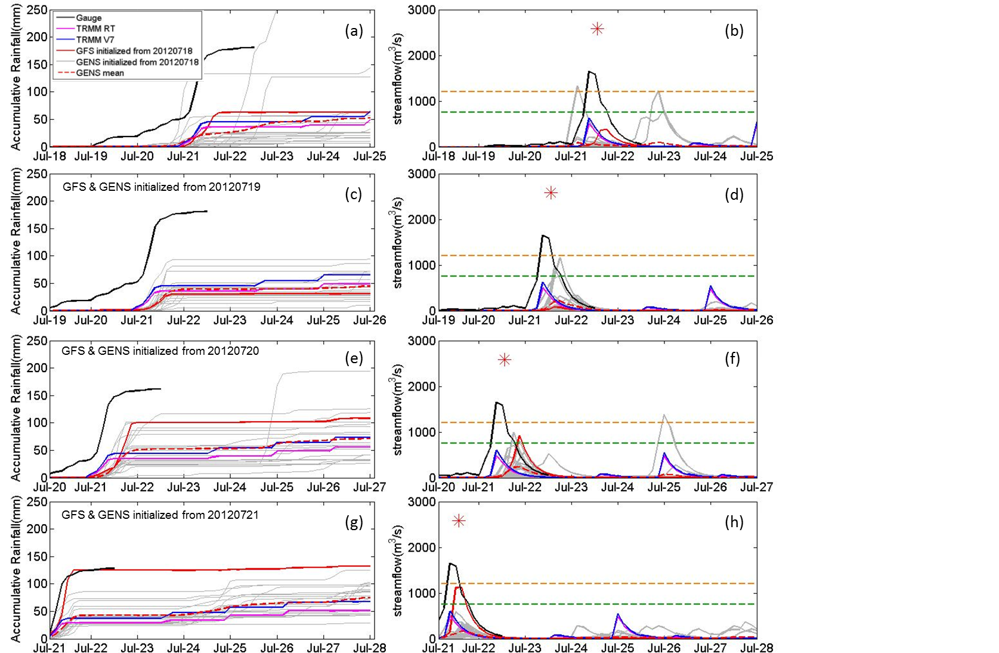 Accumulative Rainfall(mm)
250
200
150
100
50
0
Gauge
TRMM RT
TRMM V7
GFS initialized from 20120718
GENS initialized from 20120718
GENS mean
(a)
Jul-18 Jul-19 Jul-20 Jul-21 Jul-22 Jul-23 Jul-24 Jul-25
streamflow(m³/s)
3000
2000
1000
0
(b)
Jul-18 Jul-19 Jul-20 Jul-21 Jul-22 Jul-23 Jul-24 Jul-25
Accumulative Rainfall(mm)
250
200
150
100
50
0
GFS & GENS initialized from 20120719
(c)
Jul-19 Jul-20 Jul-21 Jul-22 Jul-23 Jul-24 Jul-25 Jul-26
streamflow(m³/s)
3000
2000
1000
0
(d)
Jul-19 Jul-20 Jul-21 Jul-22 Jul-23 Jul-24 Jul-25 Jul-26
Accumulative Rainfall(mm)
250
200
150
100
50
0
GFS & GENS initialized from 20120720
(e)
Jul-20 Jul-21 Jul-22 Jul-23 Jul-24 Jul-25 Jul-26 Jul-27
streamflow(m³/s)
3000
2000
1000
0
(f)
Jul-20 Jul-21 Jul-22 Jul-23 Jul-24 Jul-25 Jul-26 Jul-27
Accumulative Rainfall(mm)
250
200
150
100
50
0
GFS & GENS initialized from 20120721
(g)
Jul-21 Jul-22 Jul-23 Jul-24 Jul-25 Jul-26 Jul-27 Jul-28
streamflow(m³/s)
3000
2000
1000
0
(h)
Jul-21 Jul-22 Jul-23 Jul-24 Jul-25 Jul-26 Jul-27 Jul-28